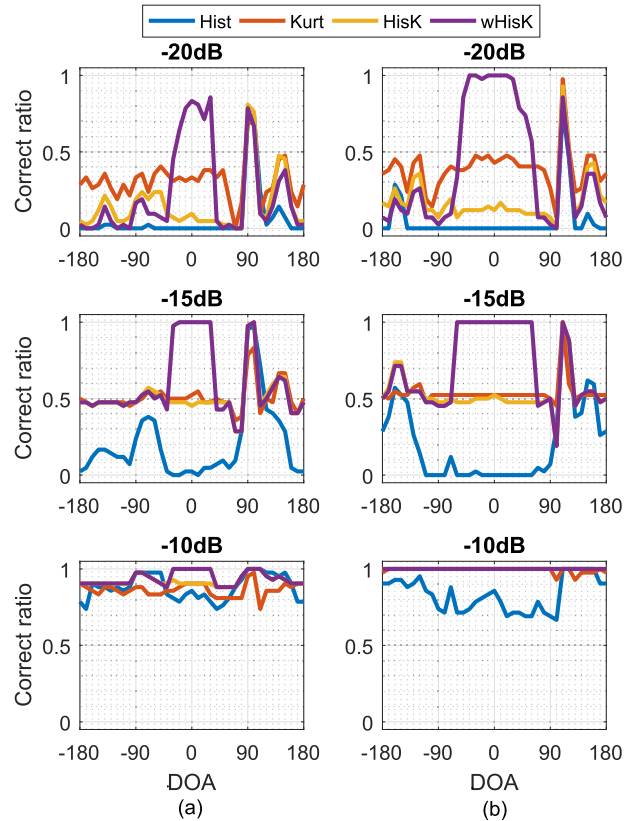 Hist Kurt HisK wHisK
-20dB -20dB
Correct ratio
1 0.5 0
1 0.5 0
-180 -90 0 90 180
-180 -90 0 90 180
-15dB -15dB
Correct ratio
1 0.5 0
1 0.5 0
-180 -90 0 90 180
-180 -90 0 90 180
-10dB -10dB
Correct ratio
1 0.5 0
1 0.5 0
-180 -90 0 90 180
-180 -90 0 90 180
DOA DOA
(a) (b)